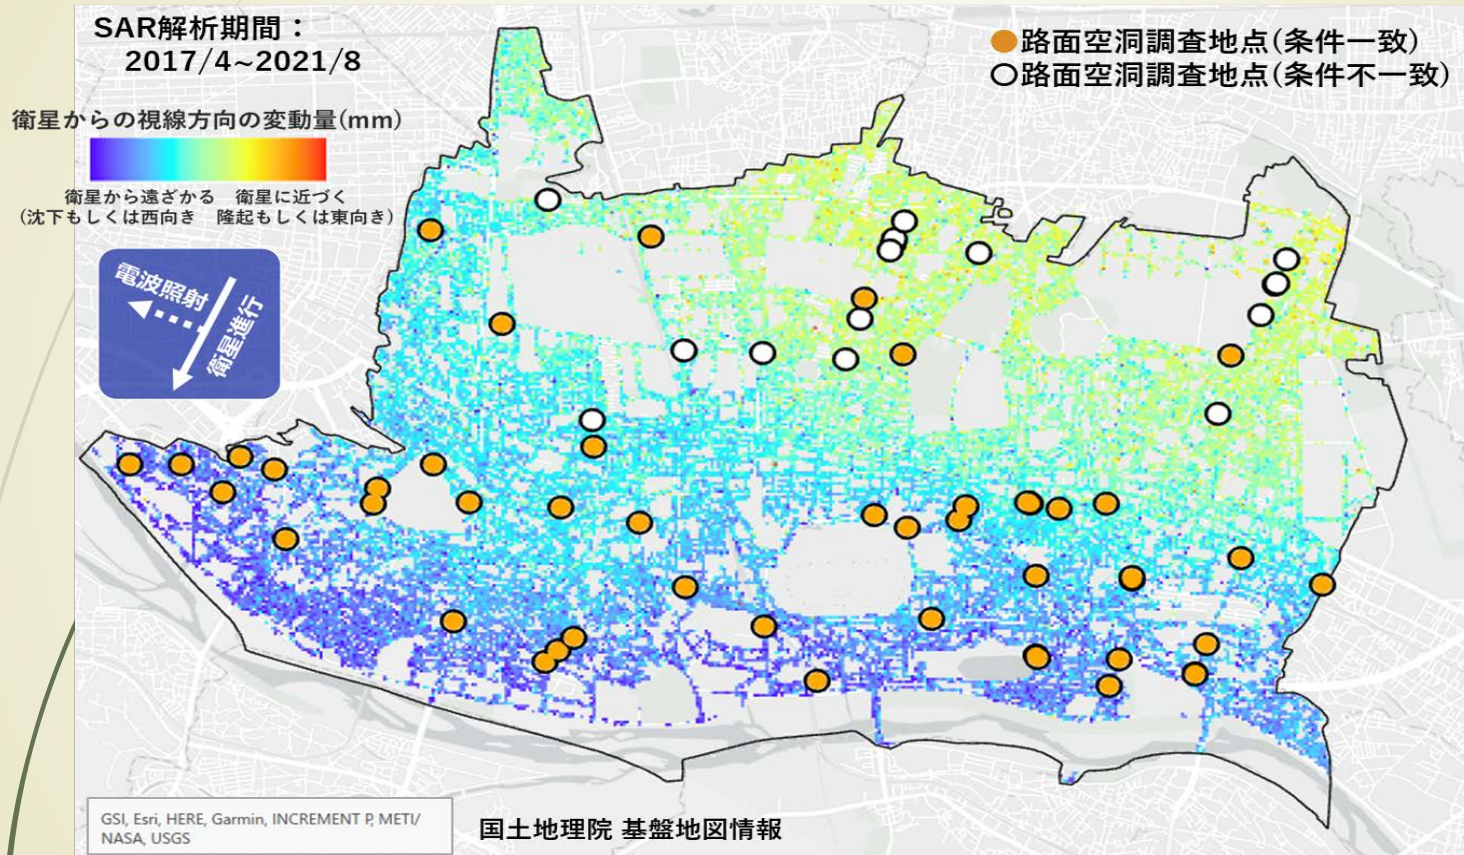 SAR解析期間：
2017/4~2021/8
●路面空洞調査地点(条件一致)
○路面空洞調査地点(条件不一致)
衛星からの視線方向の変動量(mm)
衛星から遠ざかる 衛星に近づく
(沈下もしくは西向き 隆起もしくは東向き)
電波照射
衛星進行
GSI, Esri, HERE, Garmin, INCREMENT P, METI/
NASA, USGS
国土地理院 基盤地図情報